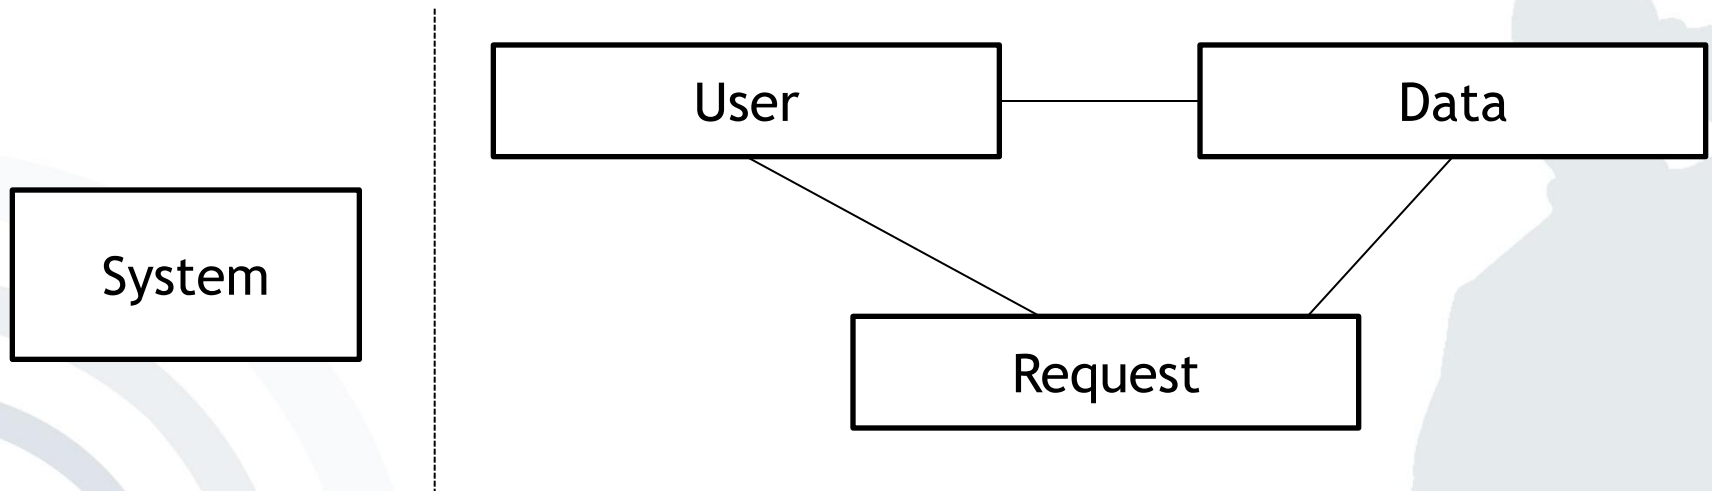 System
User
Data
Request